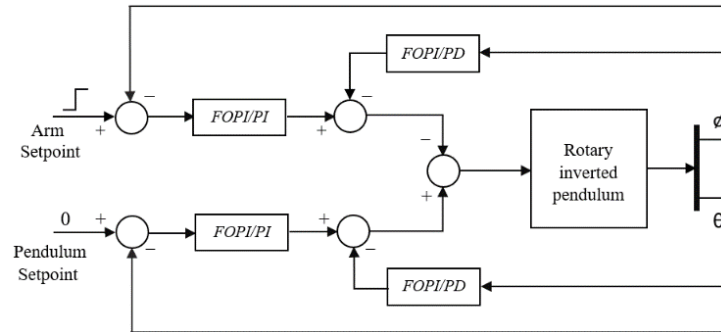 FOPI/PD
−
−
FOPI/PI
+
+
Arm
Setpoint
−
+
Rotary
inverted
pendulum
ϕ
θ
0
+
−
FOPI/PI
+
−
Pendulum
Setpoint
FOPI/PD